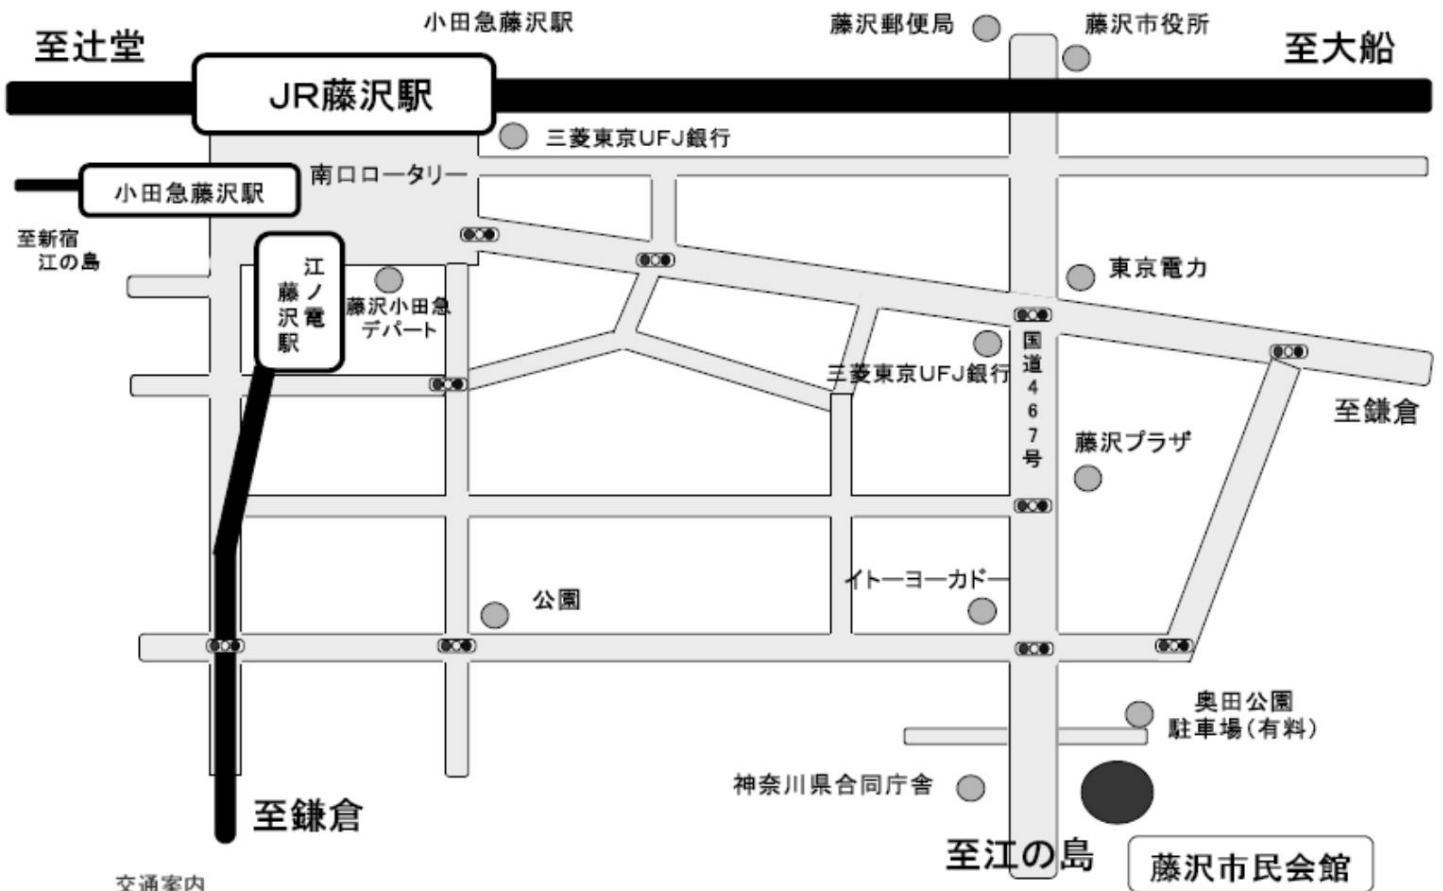 小田急藤沢駅
藤沢郵便局
藤沢市役所
至辻堂
至大船
JR藤沢駅
三菱東京UFJ銀行
南口ロータリー
小田急藤沢駅
至新宿
江の島
江ノ電
藤沢駅
藤沢小田急
デパート
東京電力
国道467号
三菱東京UFJ銀行
至鎌倉
藤沢プラザ
イトーヨーカドー
公園
奥田公園
駐車場(有料)
神奈川県合同庁舎
至鎌倉
至江の島
藤沢市民会館
交通案内